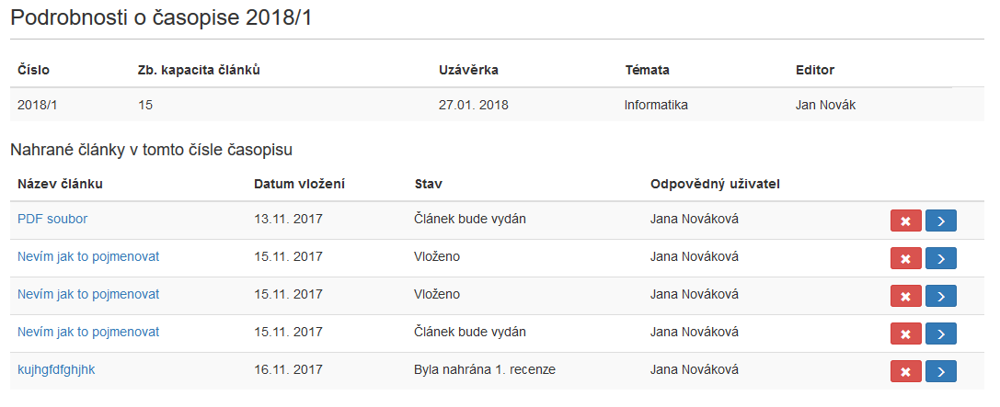 Podrobnosti o časopise 2018/1
Číslo Zb. kapacita článků Uzávěrka Témata Editor
2018/1 15 27.01. 2018 Informatika Jan Novák
Nahrané články v tomto čísle časopisu
Název článku Datum vložení Stav Odpovědný uživatel
PDF soubor 13.11. 2017 Článek bude vydán Jana Nováková
Nevím jak to pojmenovat 15.11. 2017 Vloženo Jana Nováková
Nevím jak to pojmenovat 15.11. 2017 Vloženo Jana Nováková
Nevím jak to pojmenovat 15.11. 2017 Článek bude vydán Jana Nováková
kujhgfdfghjhk 16.11. 2017 Byla nahrána 1. recenze Jana Nováková